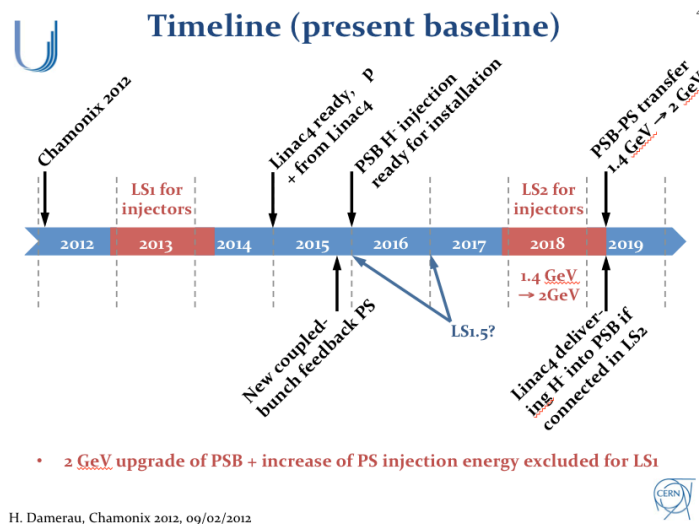 Timeline (present baseline)
4
Chamonix 2012
Linac4 ready, p
+ from Linac4
PSB H- injection
ready for installation
PSB-PS transfer
1.4 GeV → 2 GeV
LS1 for
injectors
LS2 for
injectors
2012
2013
2014
2015
2016
2017
2018
2019
1.4 GeV
→ 2GeV
New coupled-
bunch feedback PS
LS1.5?
Linac4 deliver-
ing H- into PSB if
connected in LS2
• 2 GeV upgrade of PSB + increase of PS injection energy excluded for LS1
H. Damerau, Chamonix 2012, 09/02/2012
CERN